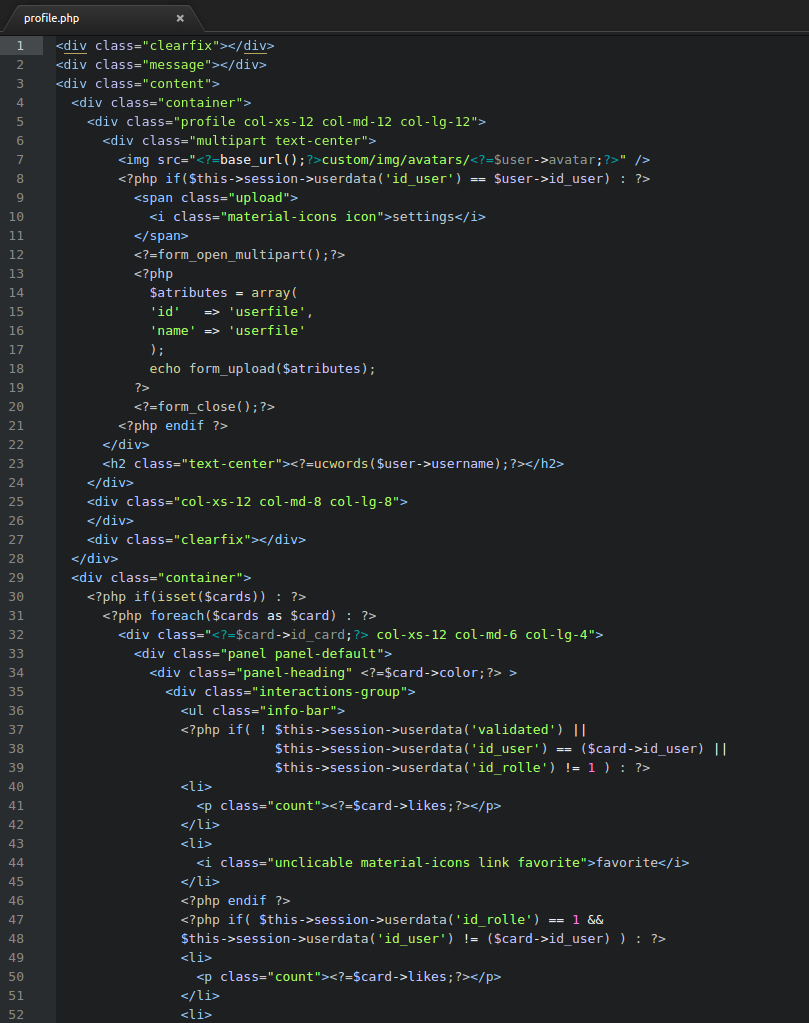 profile.php ×
1 <div class="clearfix"></div>
2 <div class="message"></div>
3 <div class="content">
4 <div class="container">
5 <div class="profile col-xs-12 col-md-12 col-lg-12">
6 <div class="multipart text-center">
7 <img src="<?=base_url();?>custom/img/avatars/<?=$user->avatar;?>" />
8 <?php if($this->session->userdata('id_user') == $user->id_user) : ?>
9 <span class="upload">
10 <i class="material-icons icon">settings</i>
11 </span>
12 <?=form_open_multipart();?>
13 <?php
14 $atributes = array(
15 'id'   => 'userfile',
16 'name' => 'userfile'
17 );
18 echo form_upload($atributes);
19 ?>
20 <?=form_close();?>
21 <?php endif ?>
22 </div>
23 <h2 class="text-center"><?=ucwords($user->username);?></h2>
24 </div>
25 <div class="col-xs-12 col-md-8 col-lg-8">
26 </div>
27 <div class="clearfix"></div>
28 </div>
29 <div class="container">
30 <?php if(isset($cards)) : ?>
31 <?php foreach($cards as $card) : ?>
32 <div class="<?=$card->id_card;?> col-xs-12 col-md-6 col-lg-4">
33 <div class="panel panel-default">
34 <div class="panel-heading" <?=$card->color;?> >
35 <div class="interactions-group">
36 <ul class="info-bar">
37 <?php if( ! $this->session->userdata('validated') ||
38 $this->session->userdata('id_user') == ($card->id_user) ||
39 $this->session->userdata('id_rolle') != 1 ) : ?>
40 <li>
41 <p class="count"><?=$card->likes;?></p>
42 </li>
43 <li>
44 <i class="unclicable material-icons link favorite">favorite</i>
45 </li>
46 <?php endif ?>
47 <?php if( $this->session->userdata('id_rolle') == 1 &&
48 $this->session->userdata('id_user') != ($card->id_user) ) : ?>
49 <li>
50 <p class="count"><?=$card->likes;?></p>
51 </li>
52 <li>